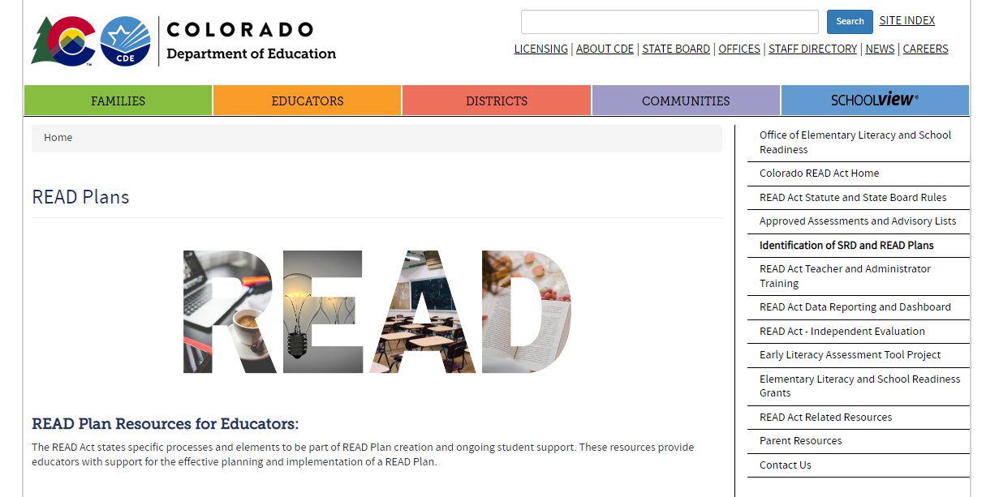 CDE
TM
COLORADO
Department of Education
Search
SITE INDEX
LICENSING | ABOUT CDE | STATE BOARD | OFFICES | STAFF DIRECTORY | NEWS | CAREERS
FAMILIES
EDUCATORS
DISTRICTS
COMMUNITIES
SCHOOLview®
Home
READ Plans
READ
READ Plan Resources for Educators:
The READ Act states specific processes and elements to be part of READ Plan creation and ongoing student support. These resources provide
educators with support for the effective planning and implementation of a READ Plan.
Office of Elementary Literacy and School
Readiness
Colorado READ Act Home
READ Act Statute and State Board Rules
Approved Assessments and Advisory Lists
Identification of SRD and READ Plans
READ Act Teacher and Administrator
Training
READ Act Data Reporting and Dashboard
READ Act - Independent Evaluation
Early Literacy Assessment Tool Project
Elementary Literacy and School Readiness
Grants
READ Act Related Resources
Parent Resources
Contact Us